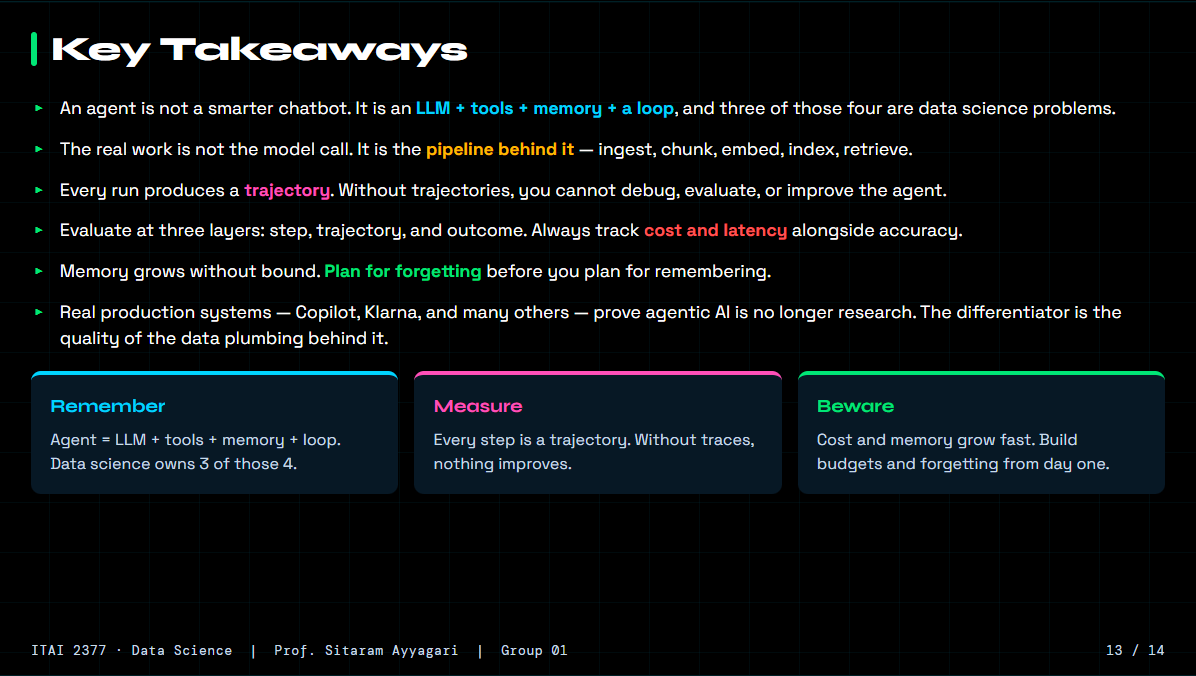 Key Takeaways
▸ An agent is not a smarter chatbot. It is an LLM + tools + memory + a loop, and three of those four are data science problems.
▸ The real work is not the model call. It is the pipeline behind it — ingest, chunk, embed, index, retrieve.
▸ Every run produces a trajectory. Without trajectories, you cannot debug, evaluate, or improve the agent.
▸ Evaluate at three layers: step, trajectory, and outcome. Always track cost and latency alongside accuracy.
▸ Memory grows without bound. Plan for forgetting before you plan for remembering.
▸ Real production systems — Copilot, Klarna, and many others — prove agentic AI is no longer research. The differentiator is the
quality of the data plumbing behind it.
Remember
Agent = LLM + tools + memory + loop.
Data science owns 3 of those 4.
Measure
Every step is a trajectory. Without traces,
nothing improves.
Beware
Cost and memory grow fast. Build
budgets and forgetting from day one.
ITAI 2377 · Data Science | Prof. Sitaram Ayyagari | Group 01
13 / 14